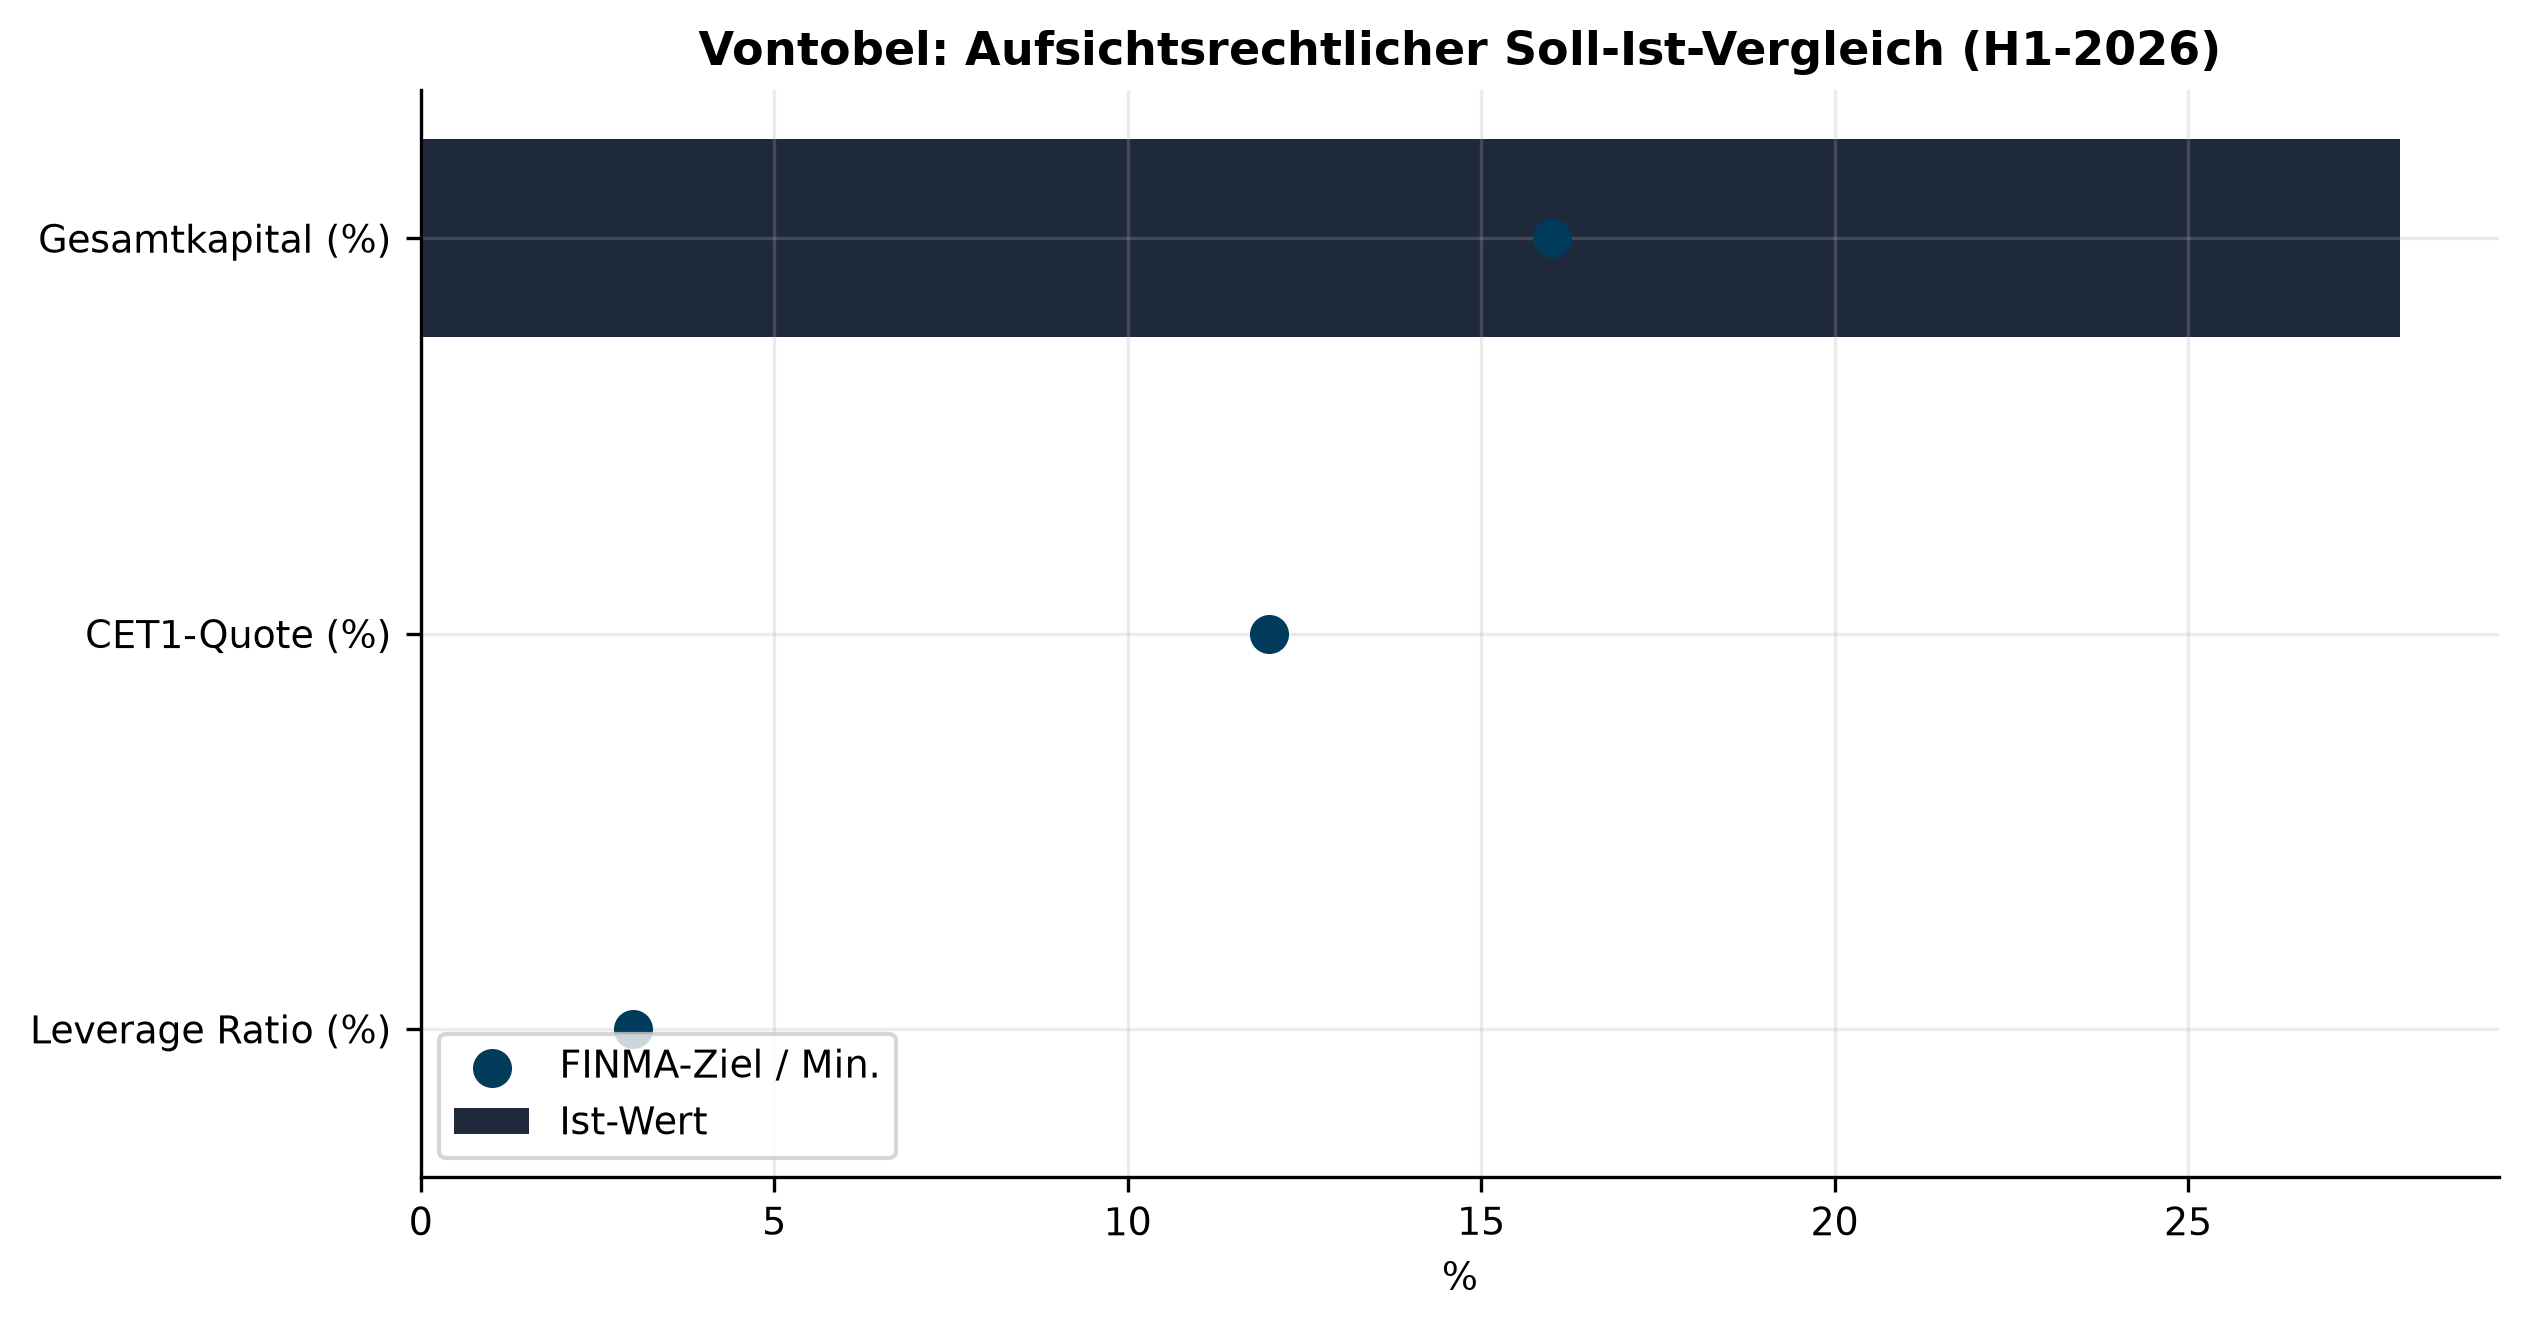 Vontobel: Aufsichtsrechtlicher Soll-Ist-Vergleich (H1-2026)
Gesamtkapital (%)
CET1-Quote (%)
Leverage Ratio (%)
FINMA-Ziel / Min.
Ist-Wert
0 5 10 15 20 25
%